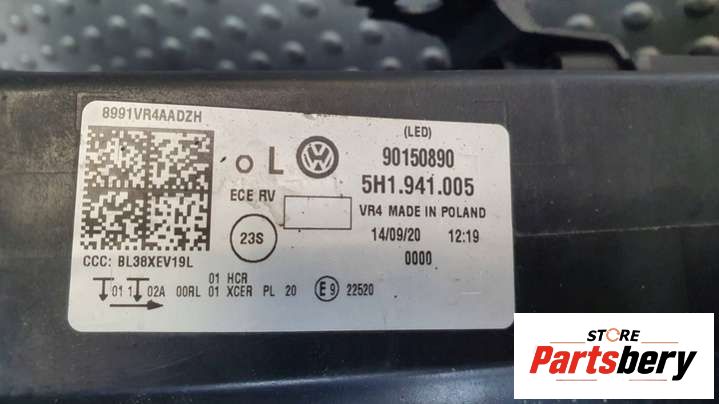 8991VR4AADZH
(LED)
o L
90150890
ECE RV
5H1.941.005
VR4 MADE IN POLAND
23S
14/09/20 12:19
0000
CCC: BL38XEV19L
01 HCR
01 1 02A 00RL 01 XCER PL 20 E9 22520
STORE
Partsbery